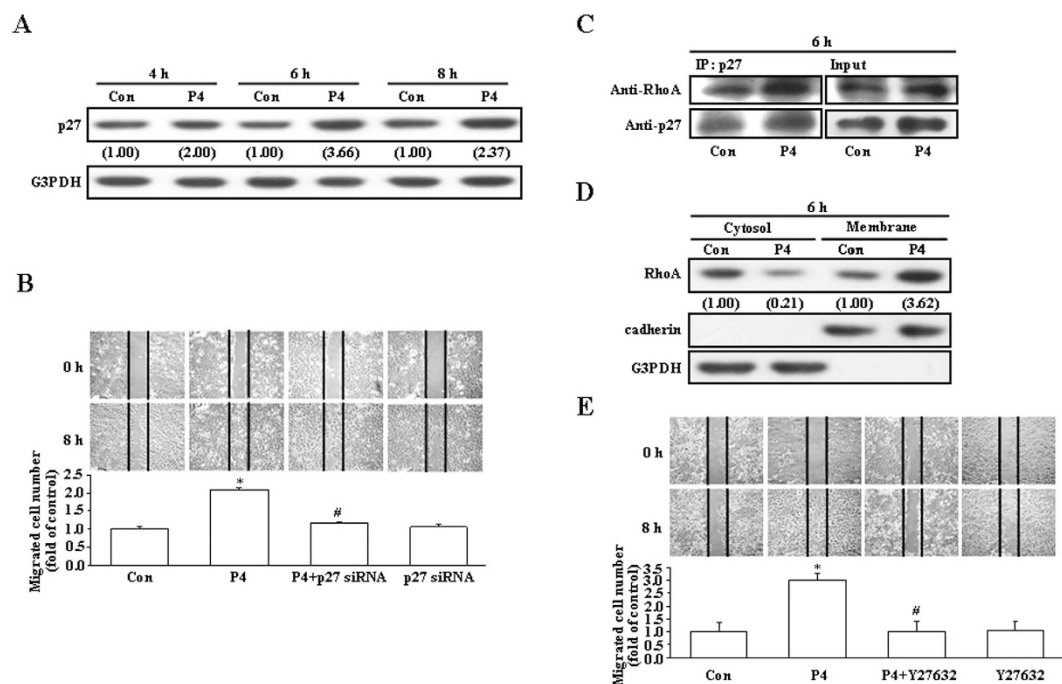 A
4 h 6 h 8 h
Con P4 Con P4 Con P4
p27
(1.00) (2.00) (1.00) (3.66) (1.00) (2.37)
G3PDH
B
0 h
8 h
Migrated cell number
(fold of control)
2.5
2.0
1.5
1.0
0.5
0.0
*
#
Con P4 P4+p27 siRNA p27 siRNA
C
6 h
IP: p27 Input
Anti-RhoA
Anti-p27
Con P4 Con P4
D
6 h
Cytosol Membrane
Con P4 Con P4
RhoA
(1.00) (0.21) (1.00) (3.62)
cadherin
G3PDH
E
0 h
8 h
Migrated cell number
(fold of control)
3.5
3.0
2.5
2.0
1.5
1.0
0.5
0.0
*
#
Con P4 P4+Y27632 Y27632